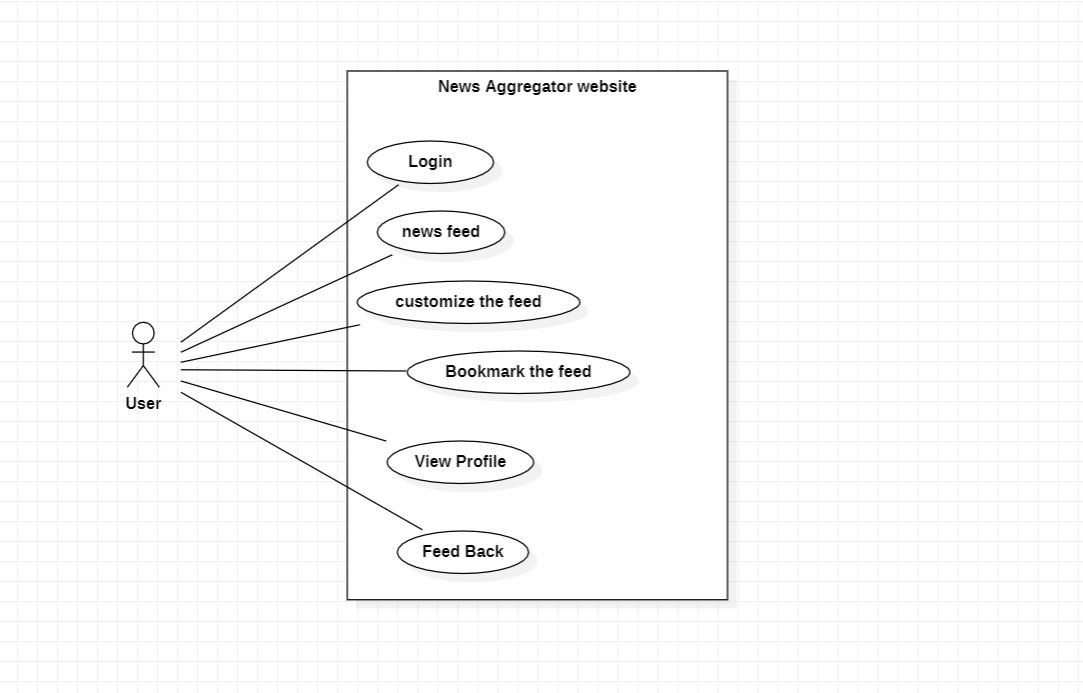 News Aggregator website
Login
news feed
customize the feed
Bookmark the feed
User
View Profile
Feed Back